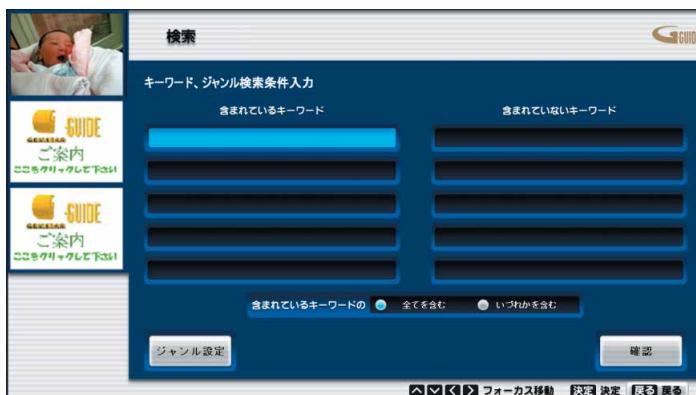 検索
G GUIDE
キーワード、ジャンル検索条件入力
含まれているキーワード
含まれていないキーワード
G-GUIDE
GEMSTAR
ご案内
ここをクリックして下さい
G-GUIDE
GEMSTAR
ご案内
ここをクリックして下さい
含まれているキーワードの 全てを含む いづれかを含む
ジャンル設定
確認
フォーカス移動 決定 決定 戻る 戻る